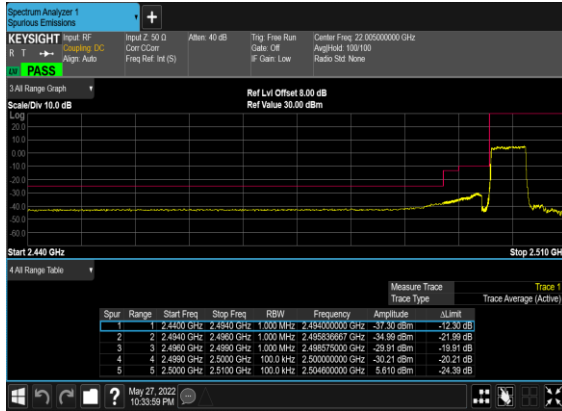 Spectrum Analyzer 1
Spurious Emissions
KEYSIGHT Input: RF Input Z: 50 Ω Atten: 40 dB Trig: Free Run Center Freq: 22.005000000 GHz
R T Coupling: DC Corr CCorr Gate: Off Avg|Hold: 100/100
Align: Auto Freq Ref: Int (S) IF Gain: Low Radio Std: None
PASS
3 All Range Graph
Ref Lvl Offset 8.00 dB
Scale/Div 10.0 dB Ref Value 30.00 dBm
Log
20.0
10.0
0.00
-10.0
-20.0
-30.0
-40.0
-50.0
-60.0
Start 2.440 GHz Stop 2.510 GH
4 All Range Table
Measure Trace Trace 1
Trace Type Trace Average (Active)
Spur Range Start Freq Stop Freq RBW Frequency Amplitude ΔLimit
1 1 2.4400 GHz 2.4940 GHz 1.000 MHz 2.494000000 GHz -37.30 dBm -12.30 dB
2 2 2.4940 GHz 2.4960 GHz 1.000 MHz 2.495836667 GHz -34.99 dBm -21.99 dB
3 3 2.4960 GHz 2.4990 GHz 1.000 MHz 2.498575000 GHz -29.91 dBm -19.91 dB
4 4 2.4990 GHz 2.5000 GHz 100.0 kHz 2.500000000 GHz -30.21 dBm -20.21 dB
5 5 2.5000 GHz 2.5100 GHz 100.0 kHz 2.504600000 GHz 5.610 dBm -24.39 dB
May 27, 2022
10:33:59 PM